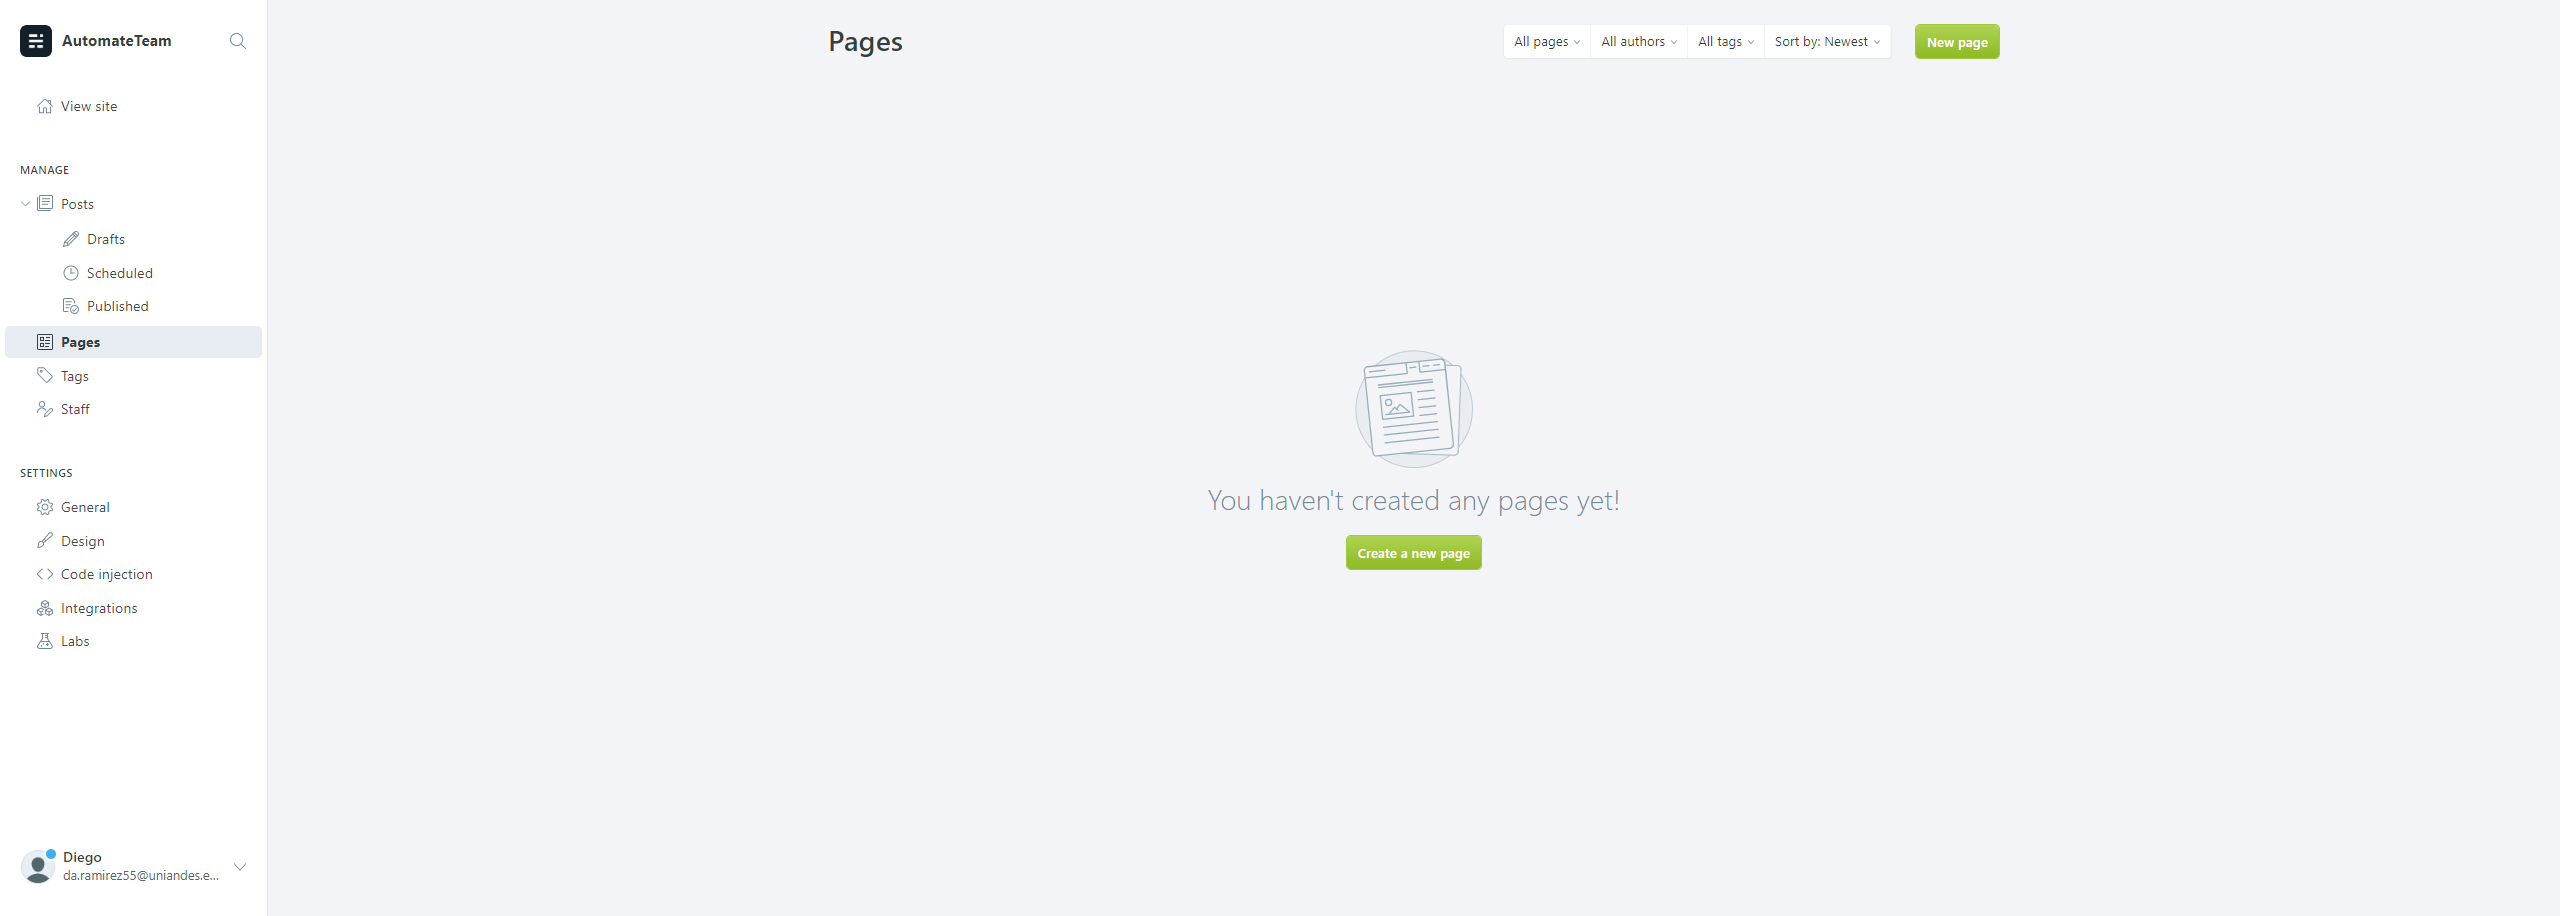 AutomateTeam
View site
MANAGE
Posts
Drafts
Scheduled
Published
Pages
Tags
Staff
SETTINGS
General
Design
Code injection
Integrations
Labs
Diego
da.ramirez55@uniandes.e...
Pages
All pages
All authors
All tags
Sort by: Newest
New page
You haven't created any pages yet!
Create a new page